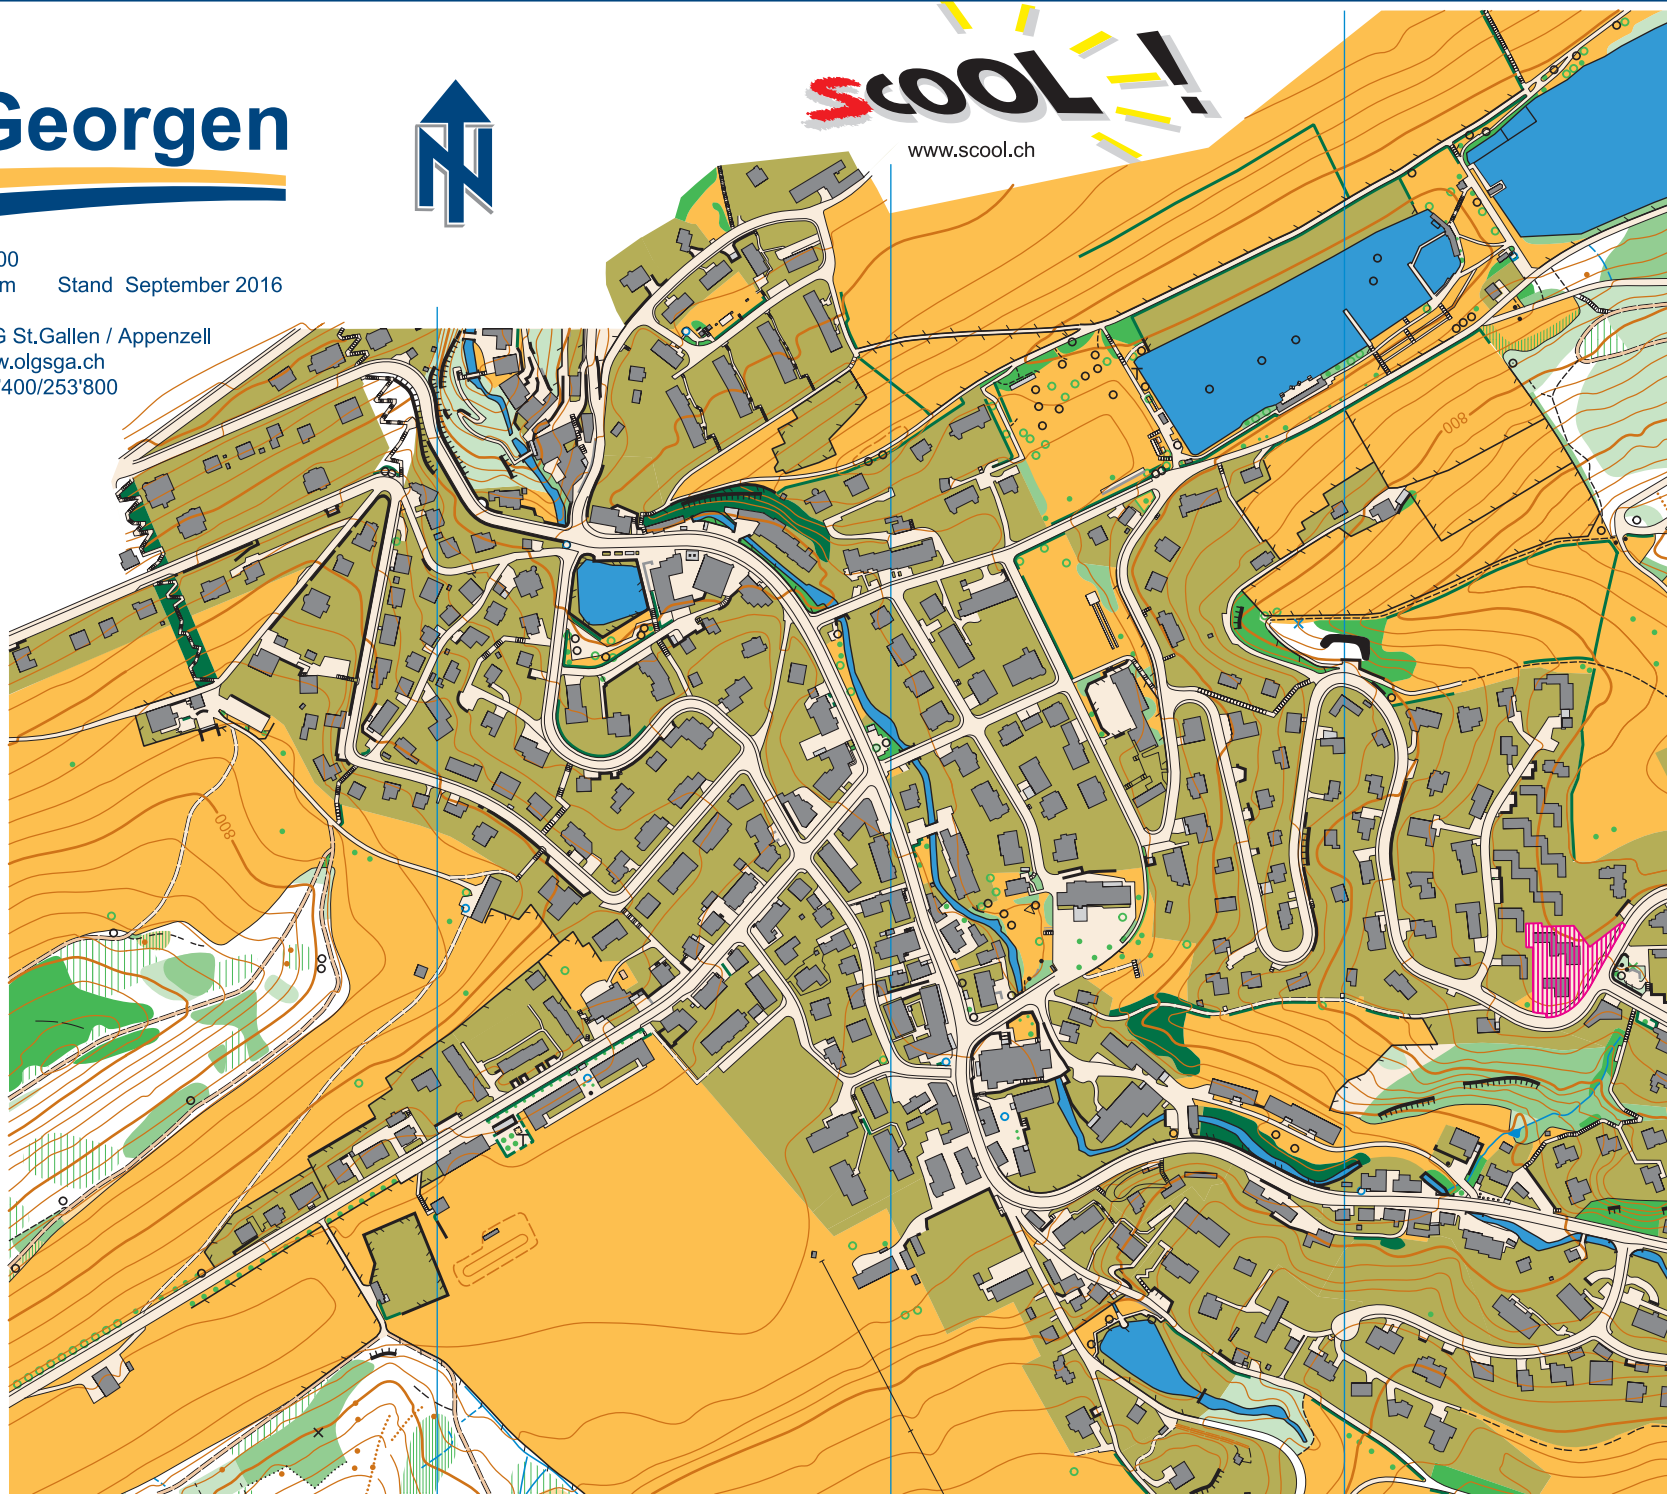 Georgen
scool !
www.scool.ch
00
m Stand September 2016
G St.Gallen / Appenzell
w.olgsga.ch
'400/253'800
N
800
800